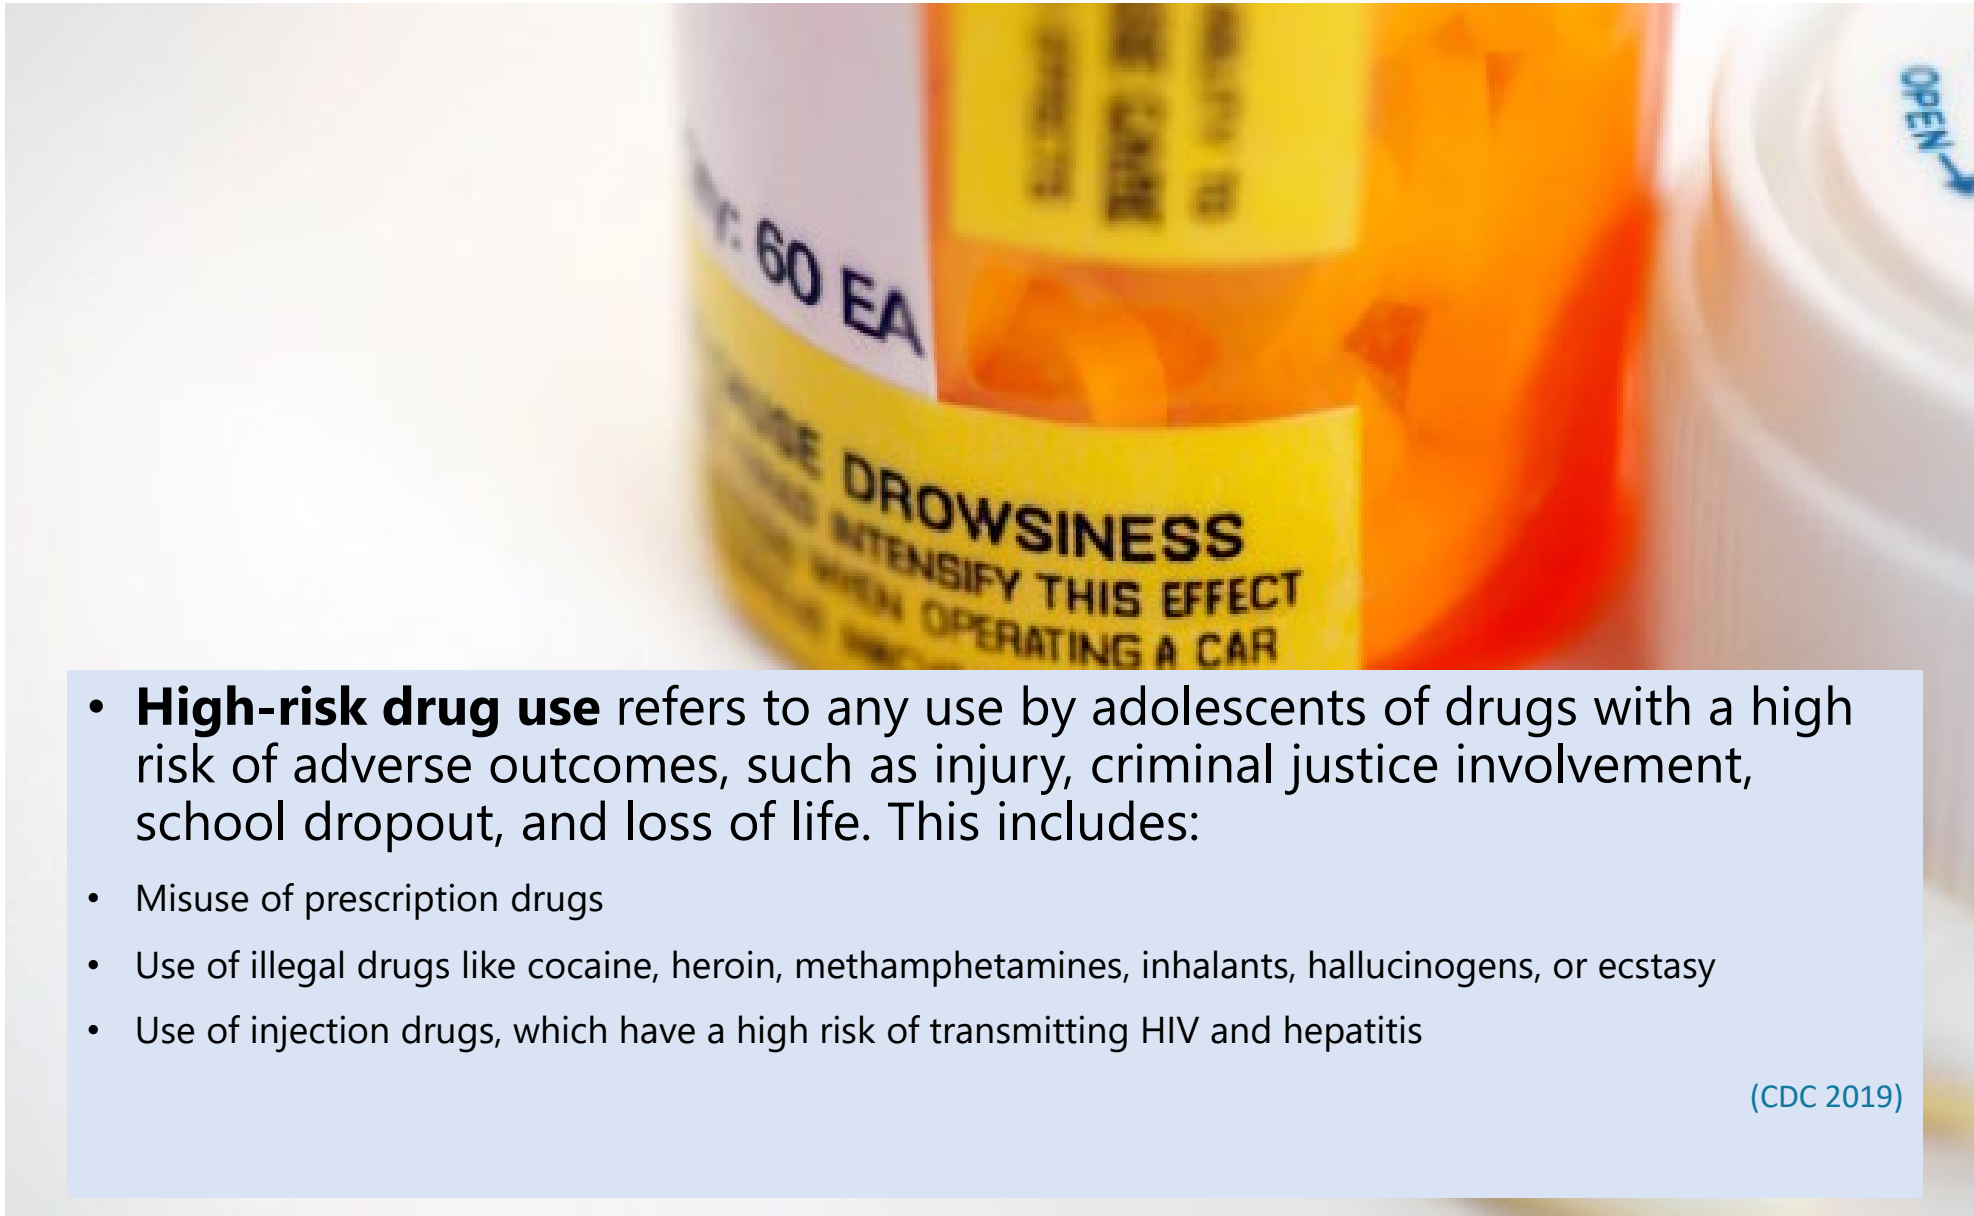 OPEN
60 EA
DROWSINESS
INTENSIFY THIS EFFECT
WHEN OPERATING A CAR
• High-risk drug use refers to any use by adolescents of drugs with a high
risk of adverse outcomes, such as injury, criminal justice involvement,
school dropout, and loss of life. This includes:
• Misuse of prescription drugs
• Use of illegal drugs like cocaine, heroin, methamphetamines, inhalants, hallucinogens, or ecstasy
• Use of injection drugs, which have a high risk of transmitting HIV and hepatitis
(CDC 2019)